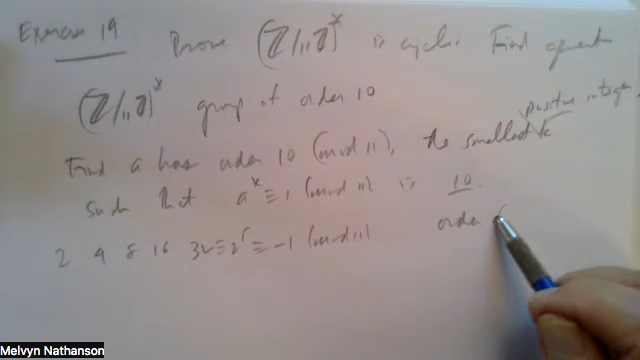 Exercise 19 Prove (ℤ/11ℤ)^× is cyclic Find generator
(ℤ/11ℤ)^× group of order 10
Find a has order 10 (mod 11), the smallest k positive integer
such that a^k ≡ 1 (mod 11) is 10.
2 4 8 16 32 ≡ 2^5 ≡ -1 (mod 11) order
Melvyn Nathanson